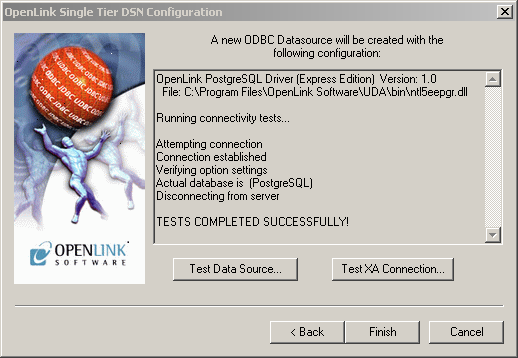 OpenLink Single Tier DSN Configuration
A new ODBC Datasource will be created with the
following configuration:
OpenLink PostgreSQL Driver (Express Edition) Version: 1.0
File: C:\Program Files\OpenLink Software\UDA\bin\ntl5eepgr.dll
Running connectivity tests...
Attempting connection
Connection established
Verifying option settings
Actual database is (PostgreSQL)
Disconnecting from server
TESTS COMPLETED SUCCESSFULLY!
OPENLINK
SOFTWARE
Test Data Source...
Test XA Connection...
< Back
Finish
Cancel